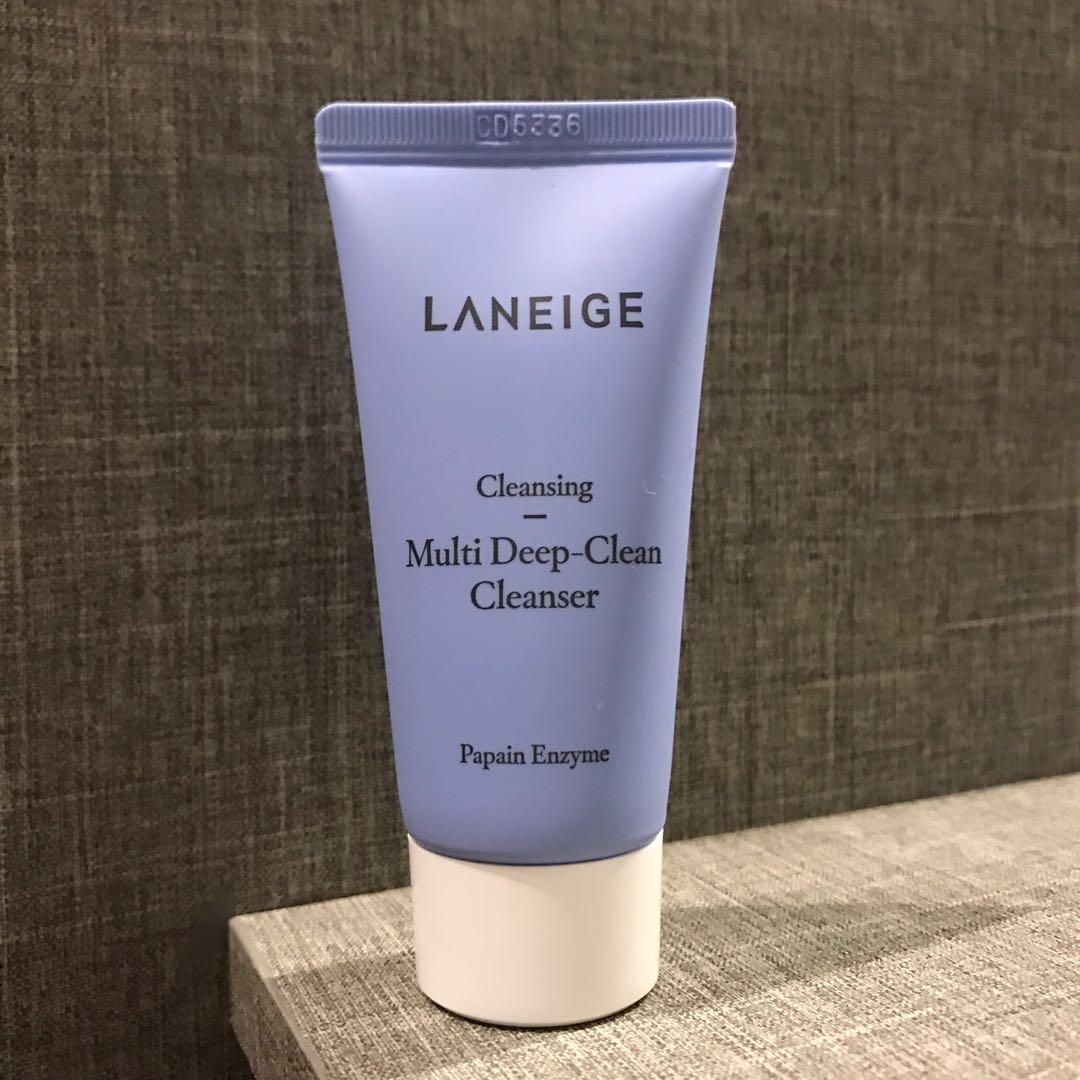 CD5336
LANEIGE
Cleansing
Multi Deep-Clean
Cleanser
Papain Enzyme